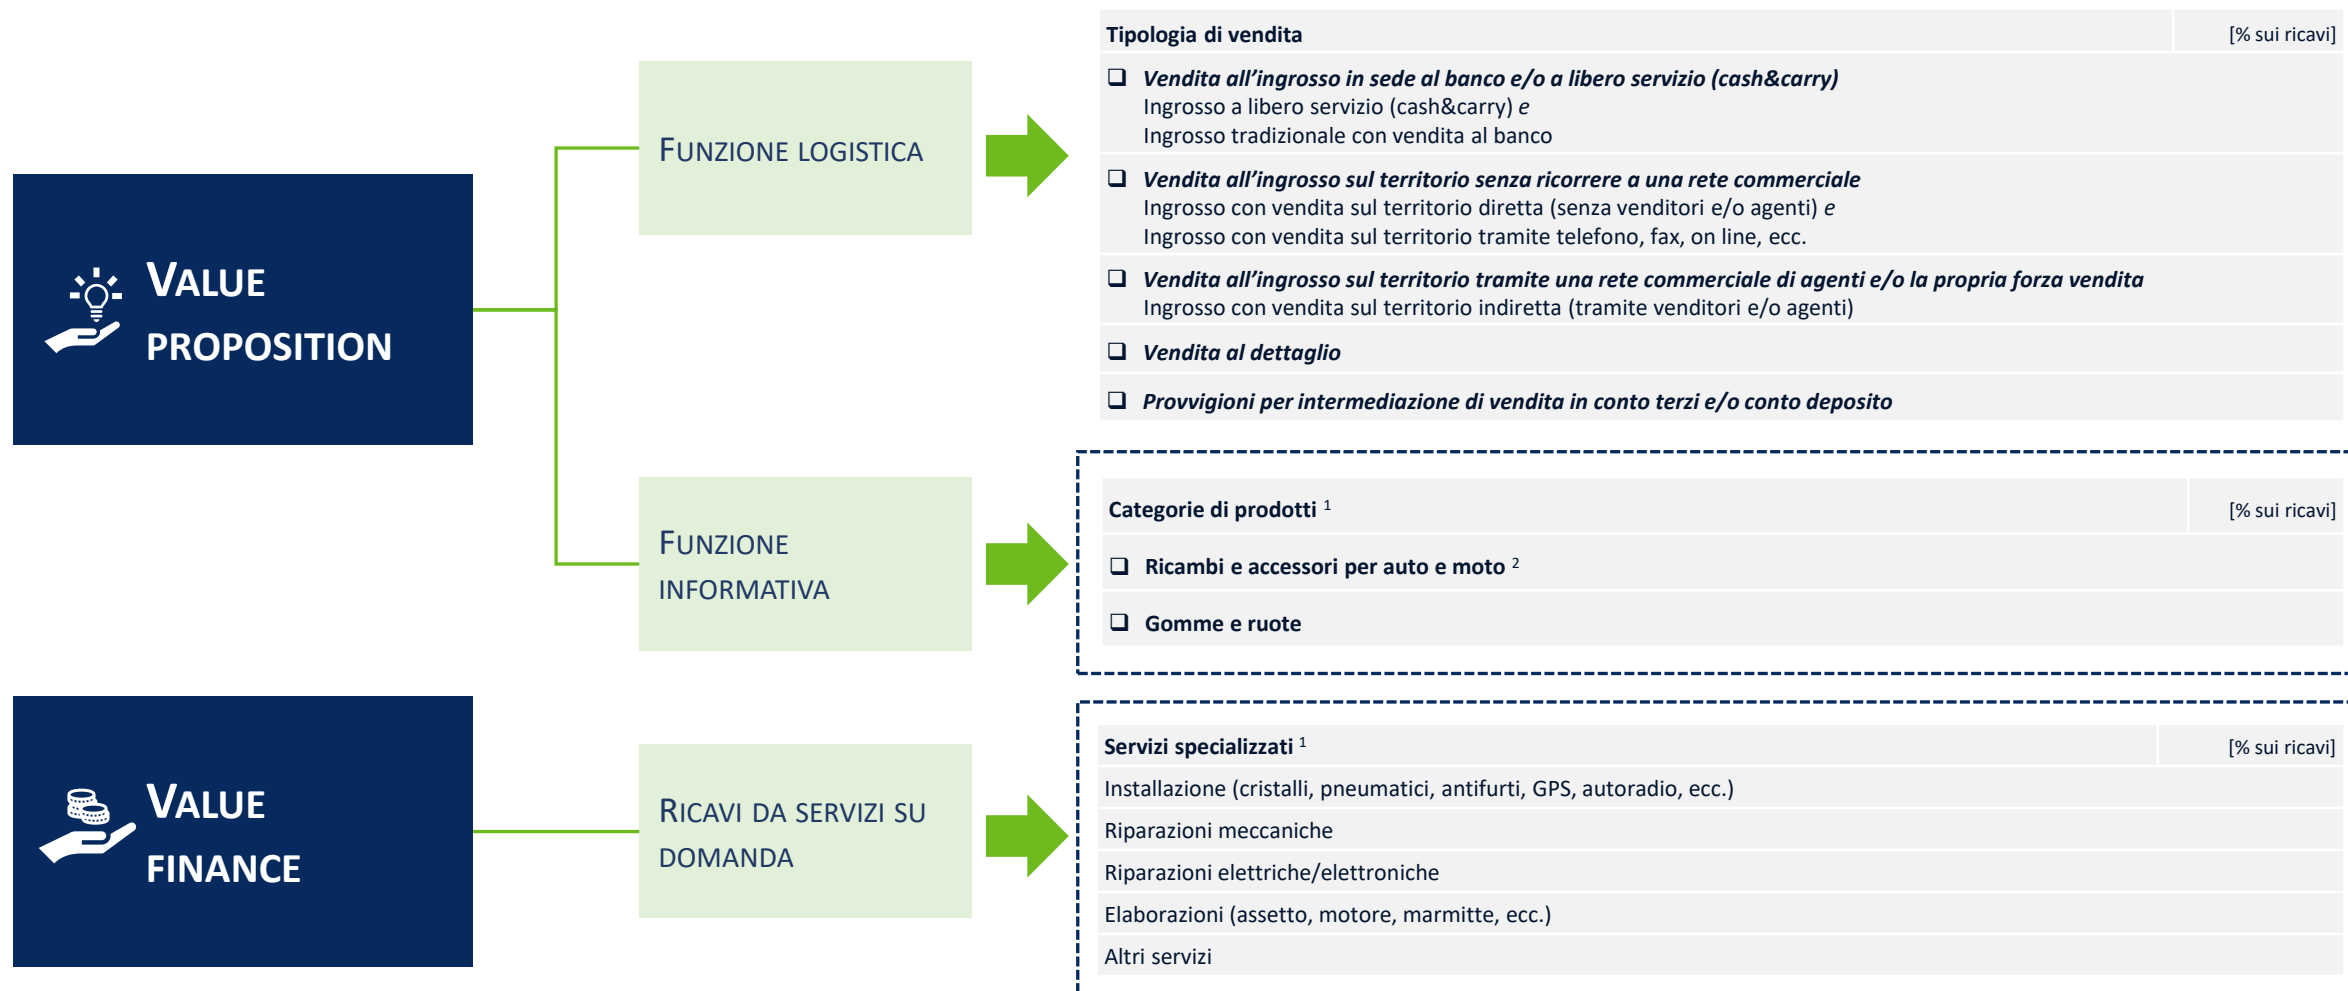 VALUE
PROPOSITION
FUNZIONE LOGISTICA
Tipologia di vendita [% sui ricavi]
❑ Vendita all’ingrosso in sede al banco e/o a libero servizio (cash&carry)
Ingrosso a libero servizio (cash&carry) e
Ingrosso tradizionale con vendita al banco
❑ Vendita all’ingrosso sul territorio senza ricorrere a una rete commerciale
Ingrosso con vendita sul territorio diretta (senza venditori e/o agenti) e
Ingrosso con vendita sul territorio tramite telefono, fax, on line, ecc.
❑ Vendita all’ingrosso sul territorio tramite una rete commerciale di agenti e/o la propria forza vendita
Ingrosso con vendita sul territorio indiretta (tramite venditori e/o agenti)
❑ Vendita al dettaglio
❑ Provvigioni per intermediazione di vendita in conto terzi e/o conto deposito
FUNZIONE
INFORMATIVA
Categorie di prodotti 1 [% sui ricavi]
❑ Ricambi e accessori per auto e moto 2
❑ Gomme e ruote
VALUE
FINANCE
RICAVI DA SERVIZI SU
DOMANDA
Servizi specializzati 1 [% sui ricavi]
Installazione (cristalli, pneumatici, antifurti, GPS, autoradio, ecc.)
Riparazioni meccaniche
Riparazioni elettriche/elettroniche
Elaborazioni (assetto, motore, marmitte, ecc.)
Altri servizi